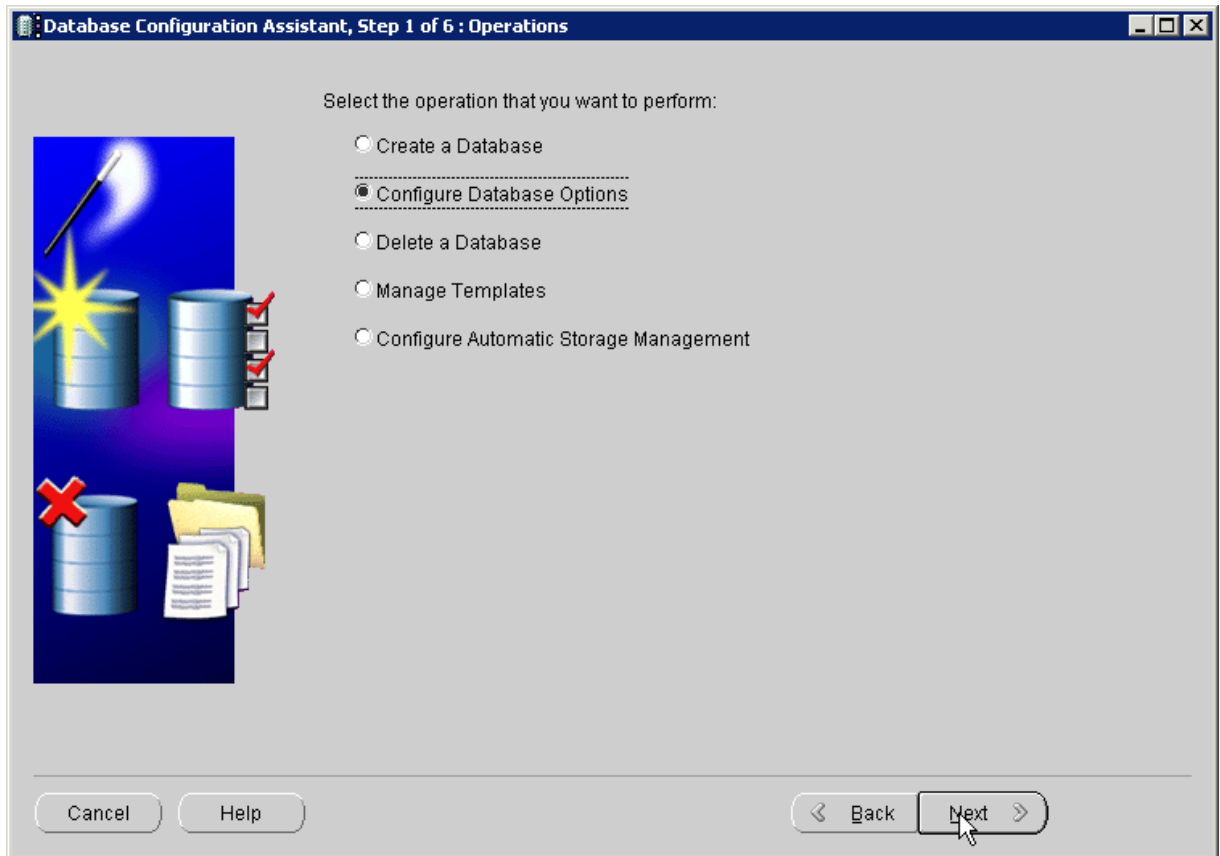 Database Configuration Assistant, Step 1 of 6 : Operations
Select the operation that you want to perform:
Create a Database
Configure Database Options
Delete a Database
Manage Templates
Configure Automatic Storage Management
Cancel
Help
Back
Next